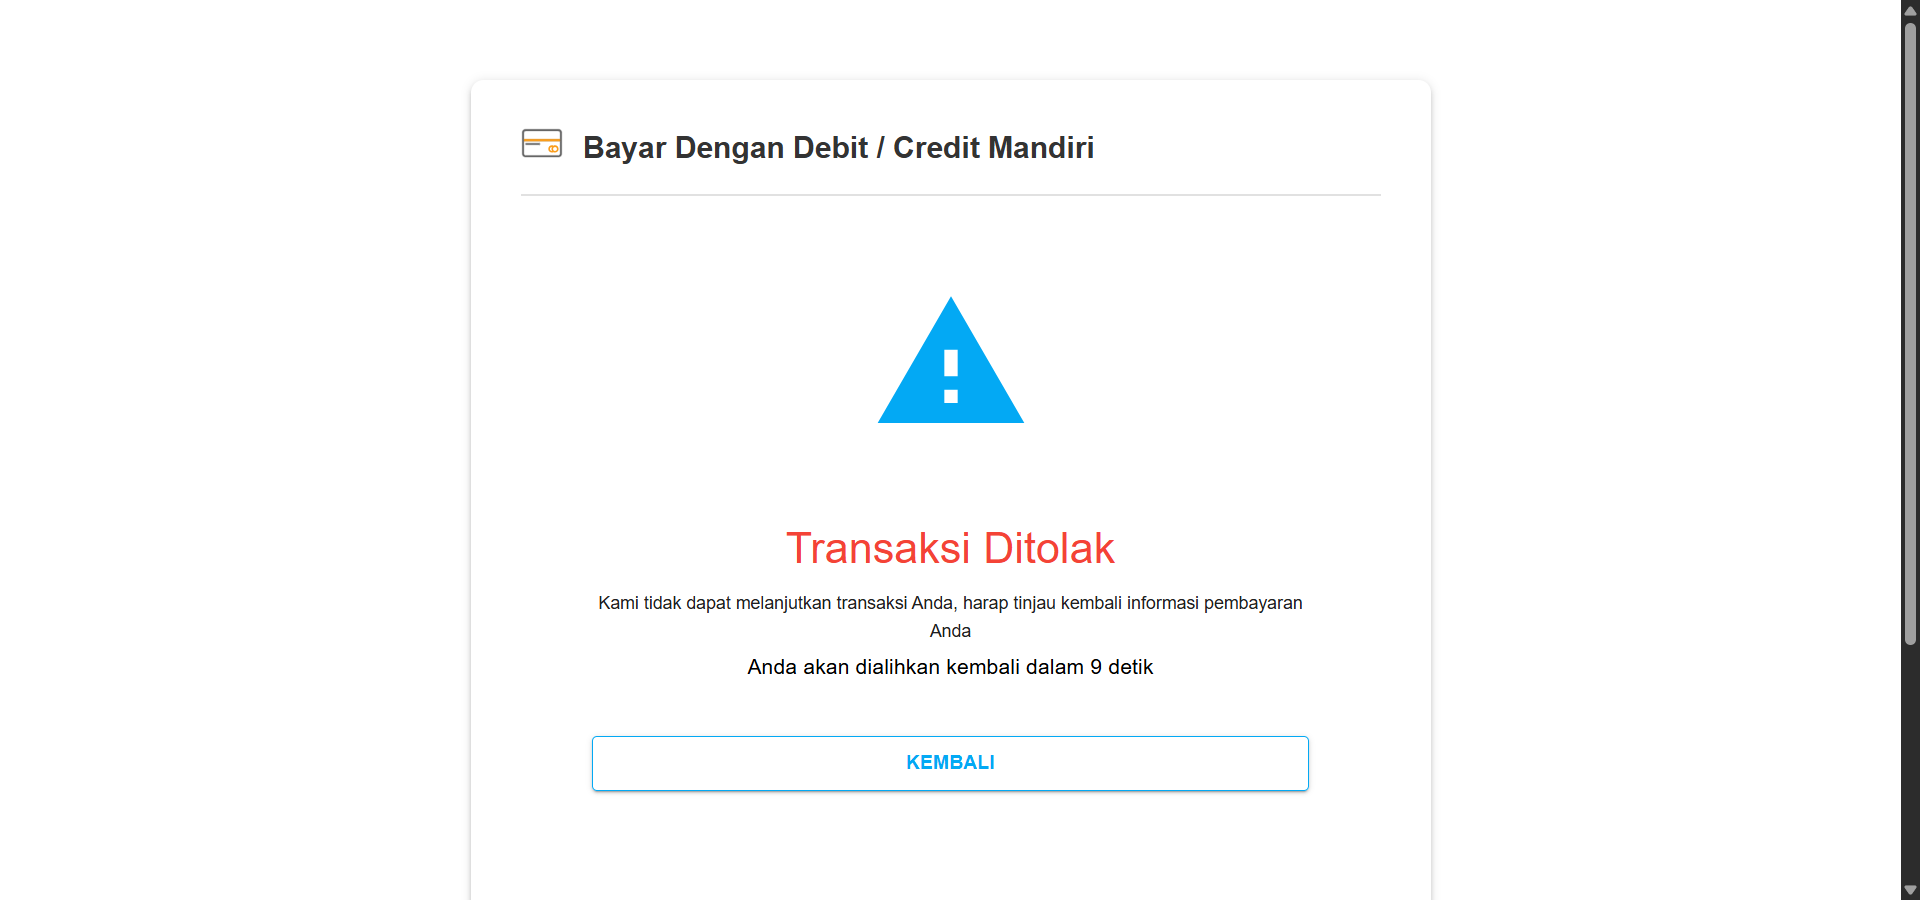 Bayar Dengan Debit / Credit Mandiri
Transaksi Ditolak
Kami tidak dapat melanjutkan transaksi Anda, harap tinjau kembali informasi pembayaran
Anda
Anda akan dialihkan kembali dalam 9 detik
KEMBALI